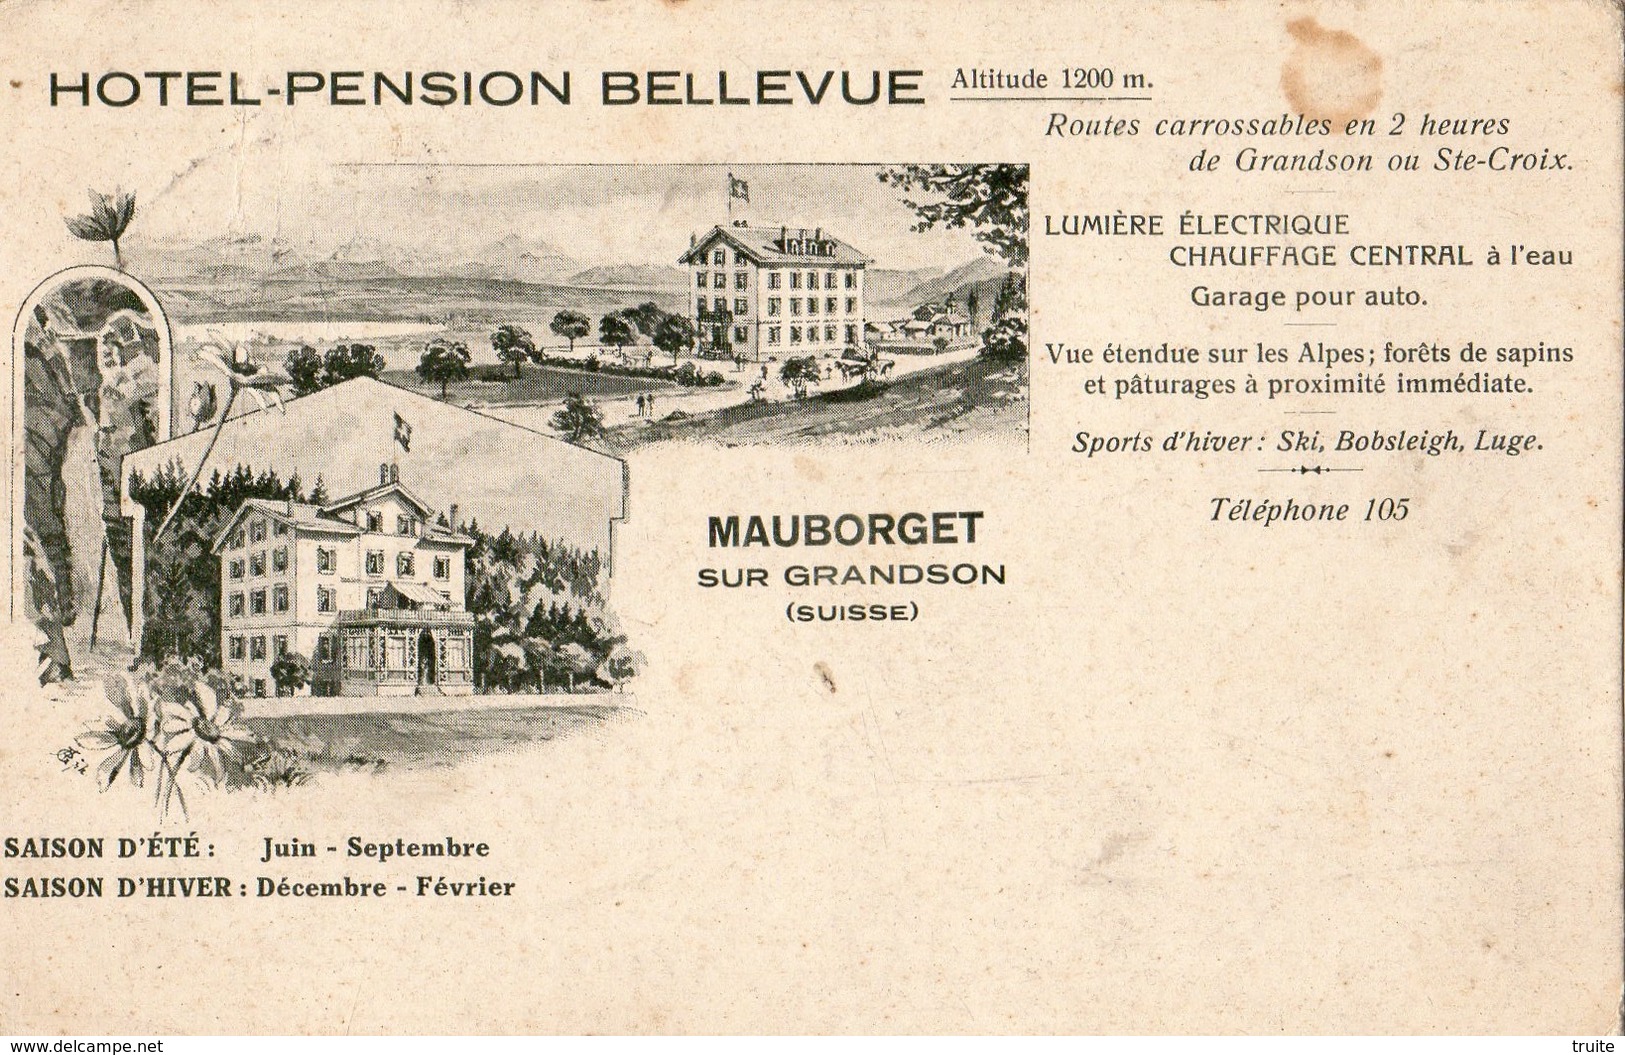 HOTEL-PENSION BELLEVUE Altitude 1200 m.
Routes carrossables en 2 heures
de Grandson ou Ste-Croix.
LUMIÈRE ÉLECTRIQUE
CHAUFFAGE CENTRAL à l'eau
Garage pour auto.
Vue étendue sur les Alpes; forêts de sapins
et pâturages à proximité immédiate.
Sports d'hiver: Ski, Bobsleigh, Luge.
Téléphone 105
MAUBORGET
SUR GRANDSON
(SUISSE)
SAISON D'ÉTÉ: Juin - Septembre
SAISON D'HIVER: Décembre - Février
www.delcampe.net
truite